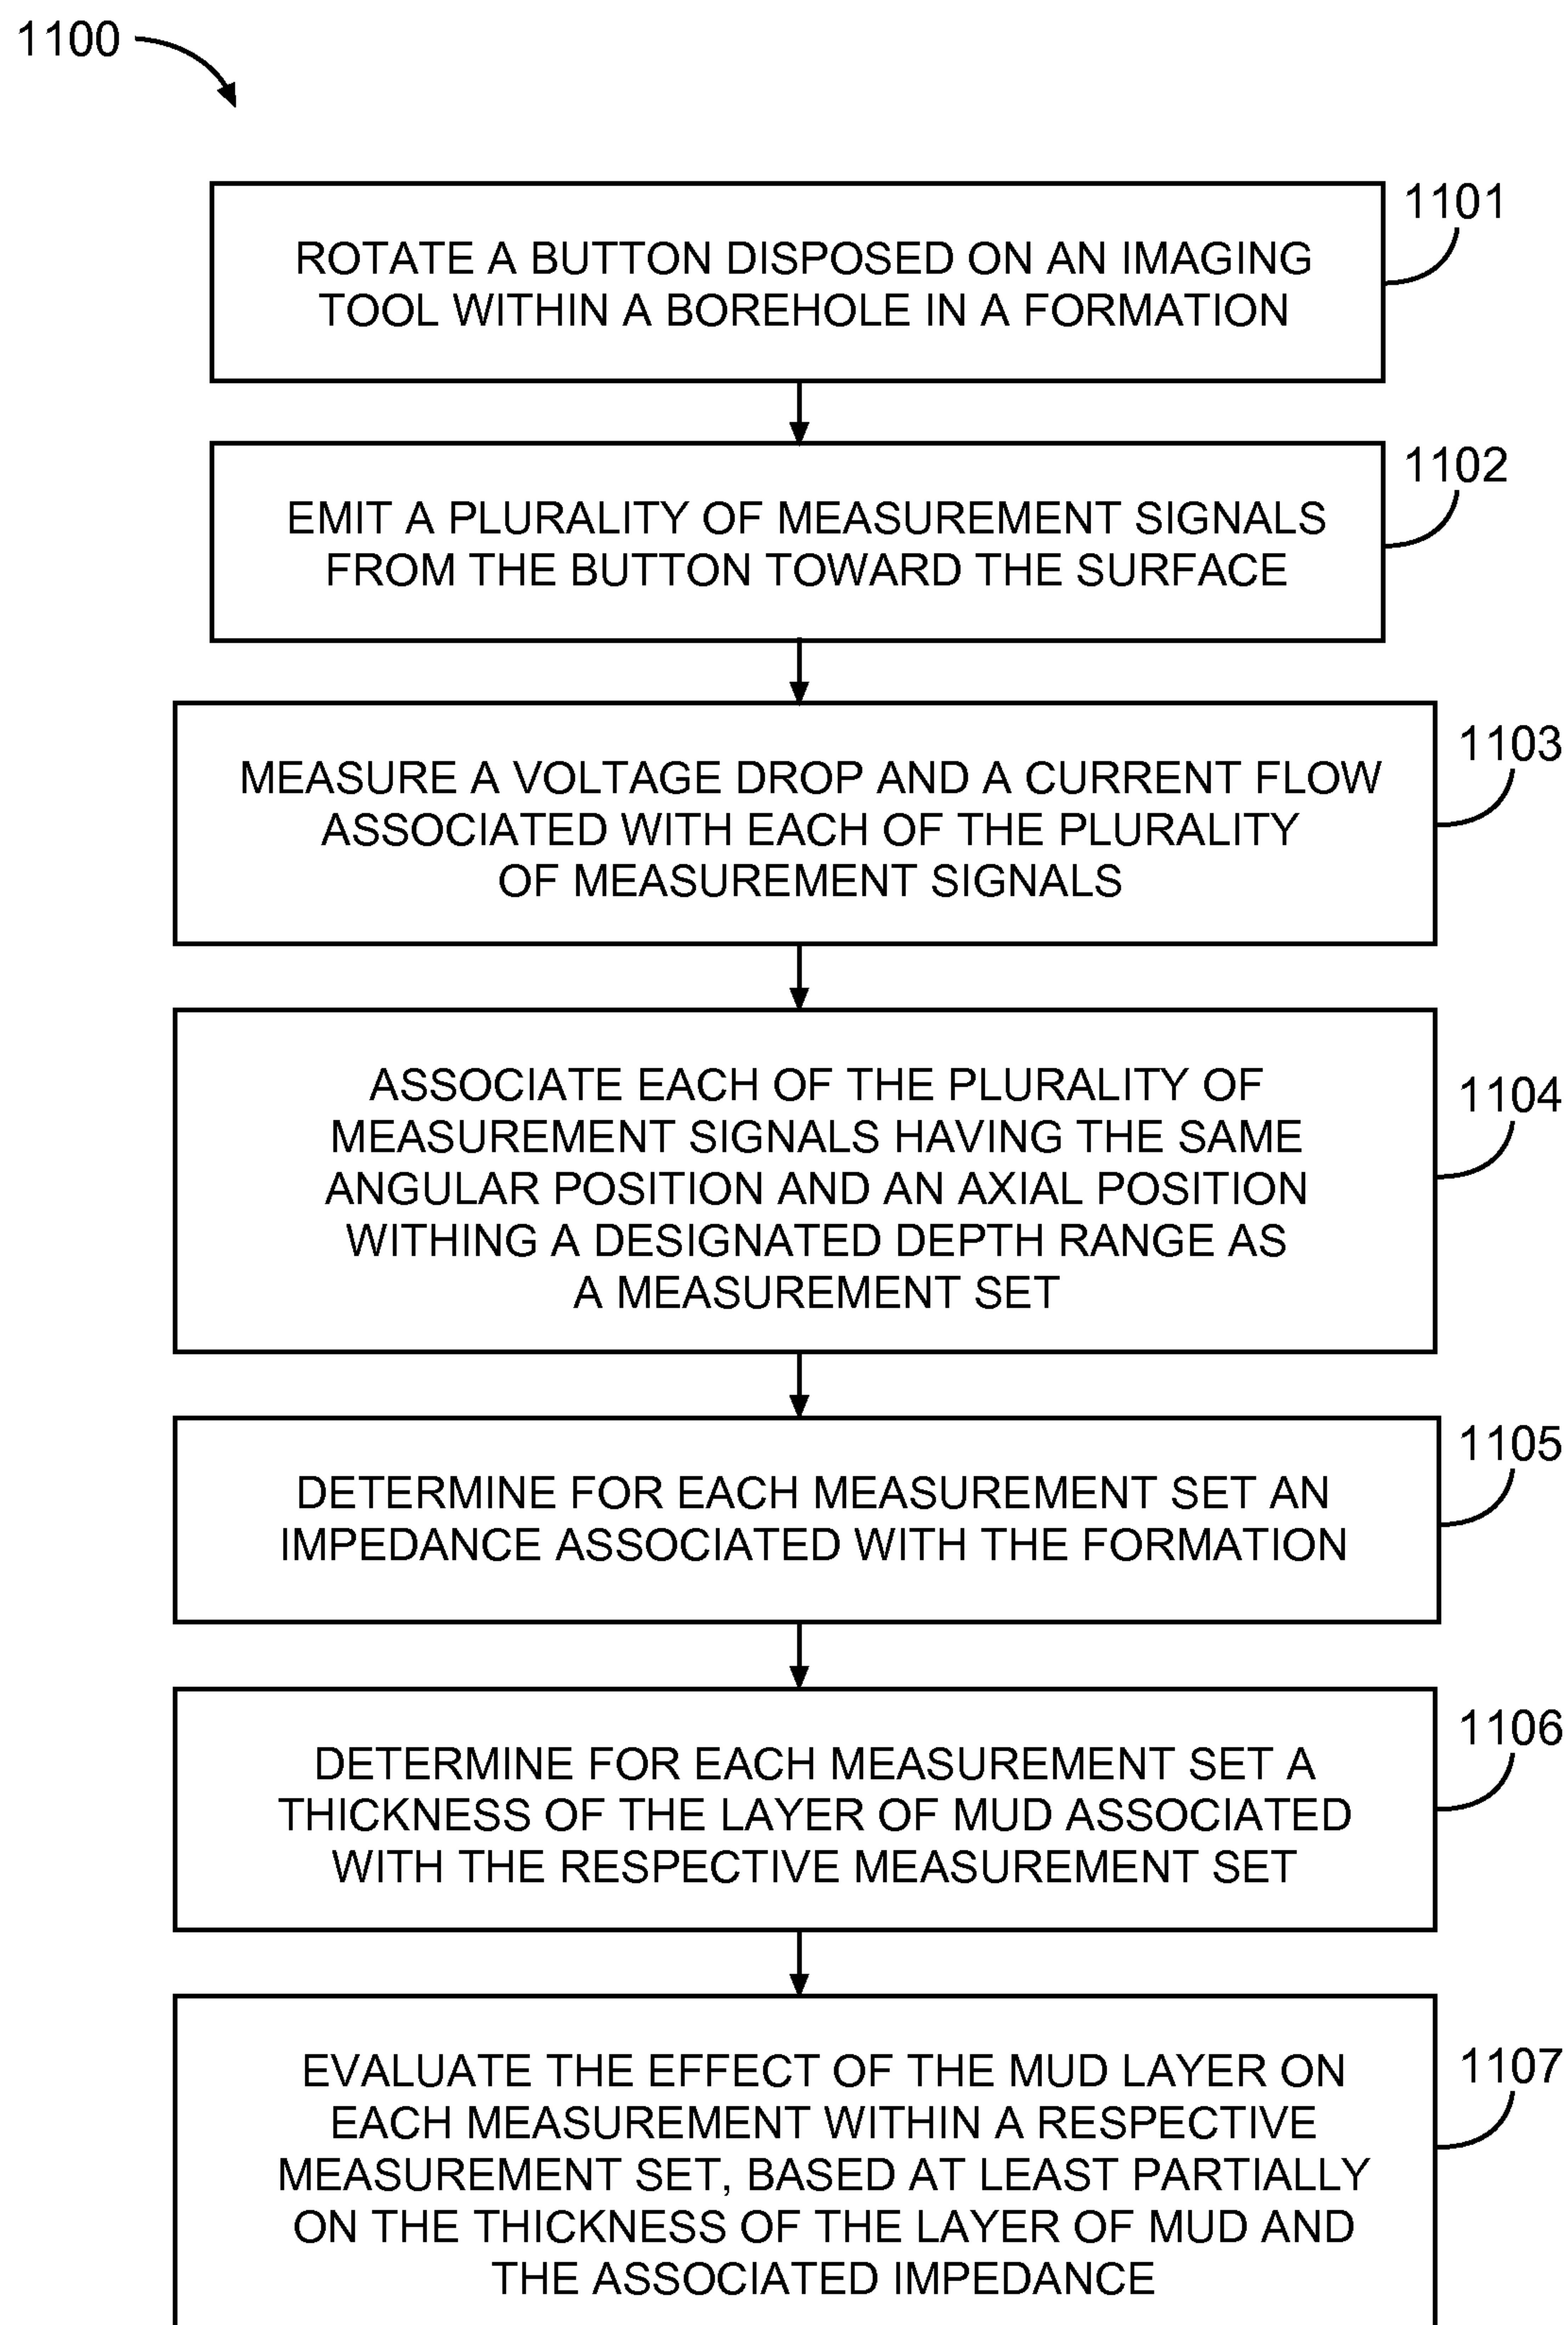 1100
1101
ROTATE A BUTTON DISPOSED ON AN IMAGING
TOOL WITHIN A BOREHOLE IN A FORMATION
1102
EMIT A PLURALITY OF MEASUREMENT SIGNALS
FROM THE BUTTON TOWARD THE SURFACE
1103
MEASURE A VOLTAGE DROP AND A CURRENT FLOW
ASSOCIATED WITH EACH OF THE PLURALITY
OF MEASUREMENT SIGNALS
1104
ASSOCIATE EACH OF THE PLURALITY OF
MEASUREMENT SIGNALS HAVING THE SAME
ANGULAR POSITION AND AN AXIAL POSITION
WITHING A DESIGNATED DEPTH RANGE AS
A MEASUREMENT SET
1105
DETERMINE FOR EACH MEASUREMENT SET AN
IMPEDANCE ASSOCIATED WITH THE FORMATION
1106
DETERMINE FOR EACH MEASUREMENT SET A
THICKNESS OF THE LAYER OF MUD ASSOCIATED
WITH THE RESPECTIVE MEASUREMENT SET
1107
EVALUATE THE EFFECT OF THE MUD LAYER ON
EACH MEASUREMENT WITHIN A RESPECTIVE
MEASUREMENT SET, BASED AT LEAST PARTIALLY
ON THE THICKNESS OF THE LAYER OF MUD AND
THE ASSOCIATED IMPEDANCE